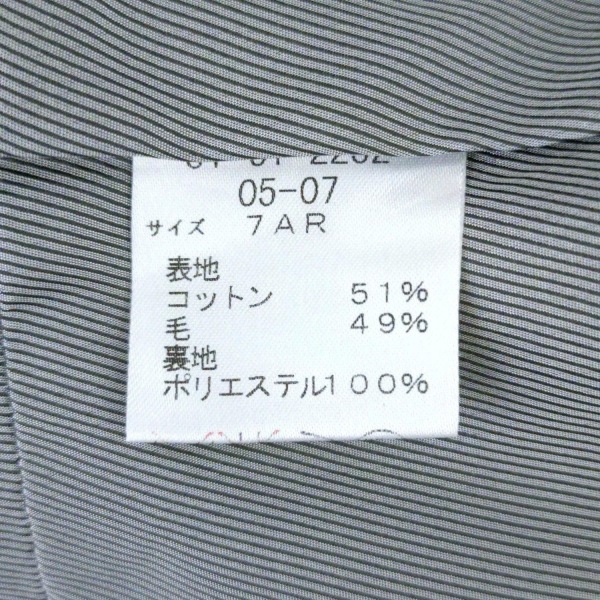 05-07
サイズ 7AR
表地
コットン 51%
毛 49%
裏地
ポリエステル100%